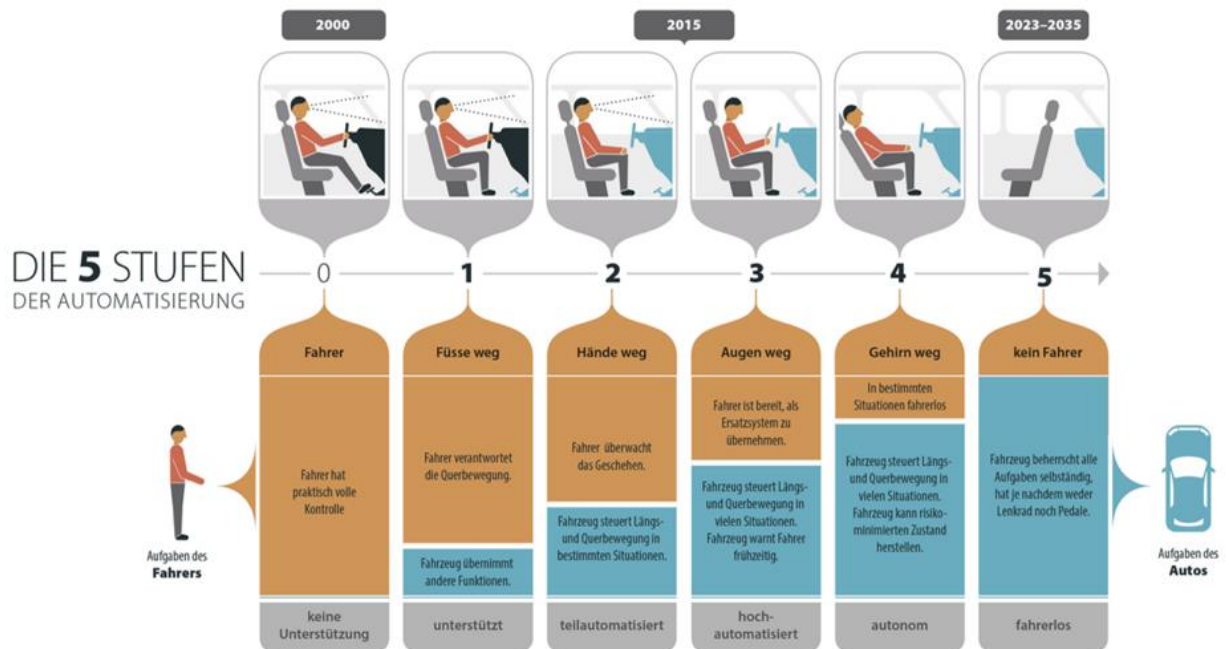 2000
2015
2023–2035
DIE 5 STUFEN
DER AUTOMATISIERUNG
0
1
2
3
4
5
Fahrer
Füsse weg
Hände weg
Augen weg
Gehirn weg
kein Fahrer
Fahrer hat
praktisch volle
Kontrolle
Fahrer verantwortet
die Querbewegung.
Fahrzeug übernimmt
andere Funktionen.
Fahrer überwacht
das Geschehen.
Fahrzeug steuert Längs-
und Querbewegung in
bestimmten Situationen.
Fahrer ist bereit, als
Ersatzsystem zu
übernehmen.
Fahrzeug steuert Längs-
und Querbewegung in
vielen Situationen.
Fahrzeug warnt Fahrer
frühzeitig.
In bestimmten
Situationen fahrerlos
Fahrzeug steuert Längs-
und Querbewegung in
vielen Situationen.
Fahrzeug kann risiko-
minimierten Zustand
herstellen.
Fahrzeug beherrscht alle
Aufgaben selbständig,
hat je nachdem weder
Lenkrad noch Pedale.
Aufgaben des
Fahrers
Aufgaben des
Autos
keine
Unterstützung
unterstützt
teilautomatisiert
hoch-
automatisiert
autonom
fahrerlos